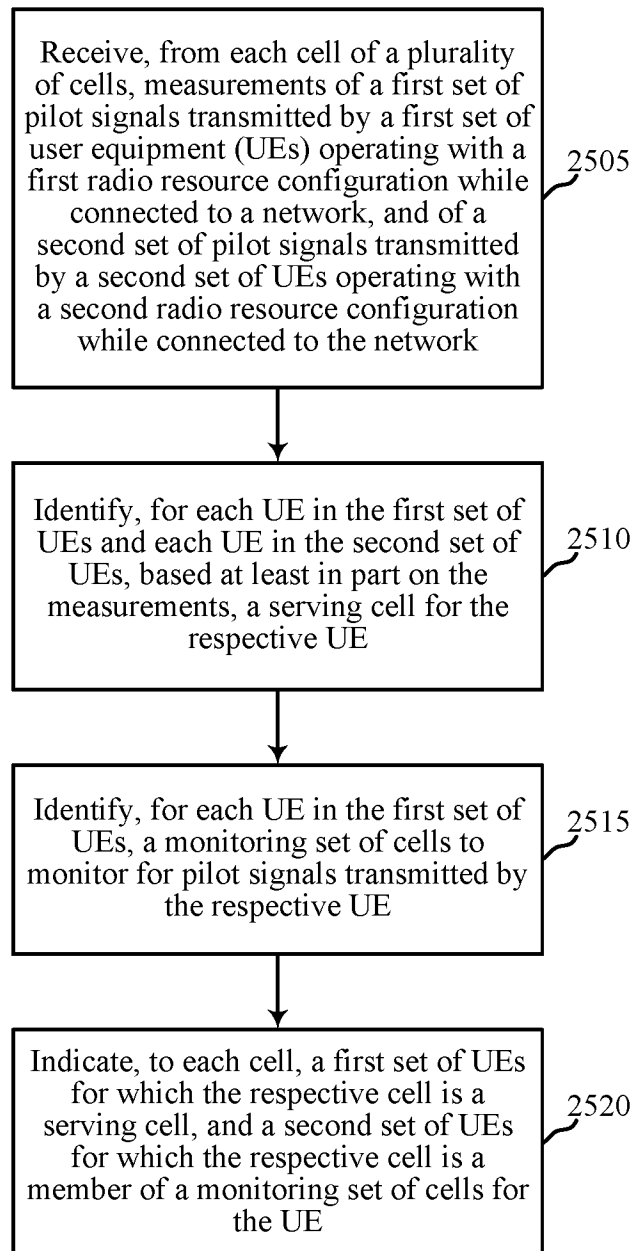 Receive, from each cell of a plurality
of cells, measurements of a first set of
pilot signals transmitted by a first set of
user equipment (UEs) operating with a
first radio resource configuration while
connected to a network, and of a
second set of pilot signals transmitted
by a second set of UEs operating with
a second radio resource configuration
while connected to the network
2505
Identify, for each UE in the first set of
UEs and each UE in the second set of
UEs, based at least in part on the
measurements, a serving cell for the
respective UE
2510
Identify, for each UE in the first set of
UEs, a monitoring set of cells to
monitor for pilot signals transmitted by
the respective UE
2515
Indicate, to each cell, a first set of UEs
for which the respective cell is a
serving cell, and a second set of UEs
for which the respective cell is a
member of a monitoring set of cells for
the UE
2520